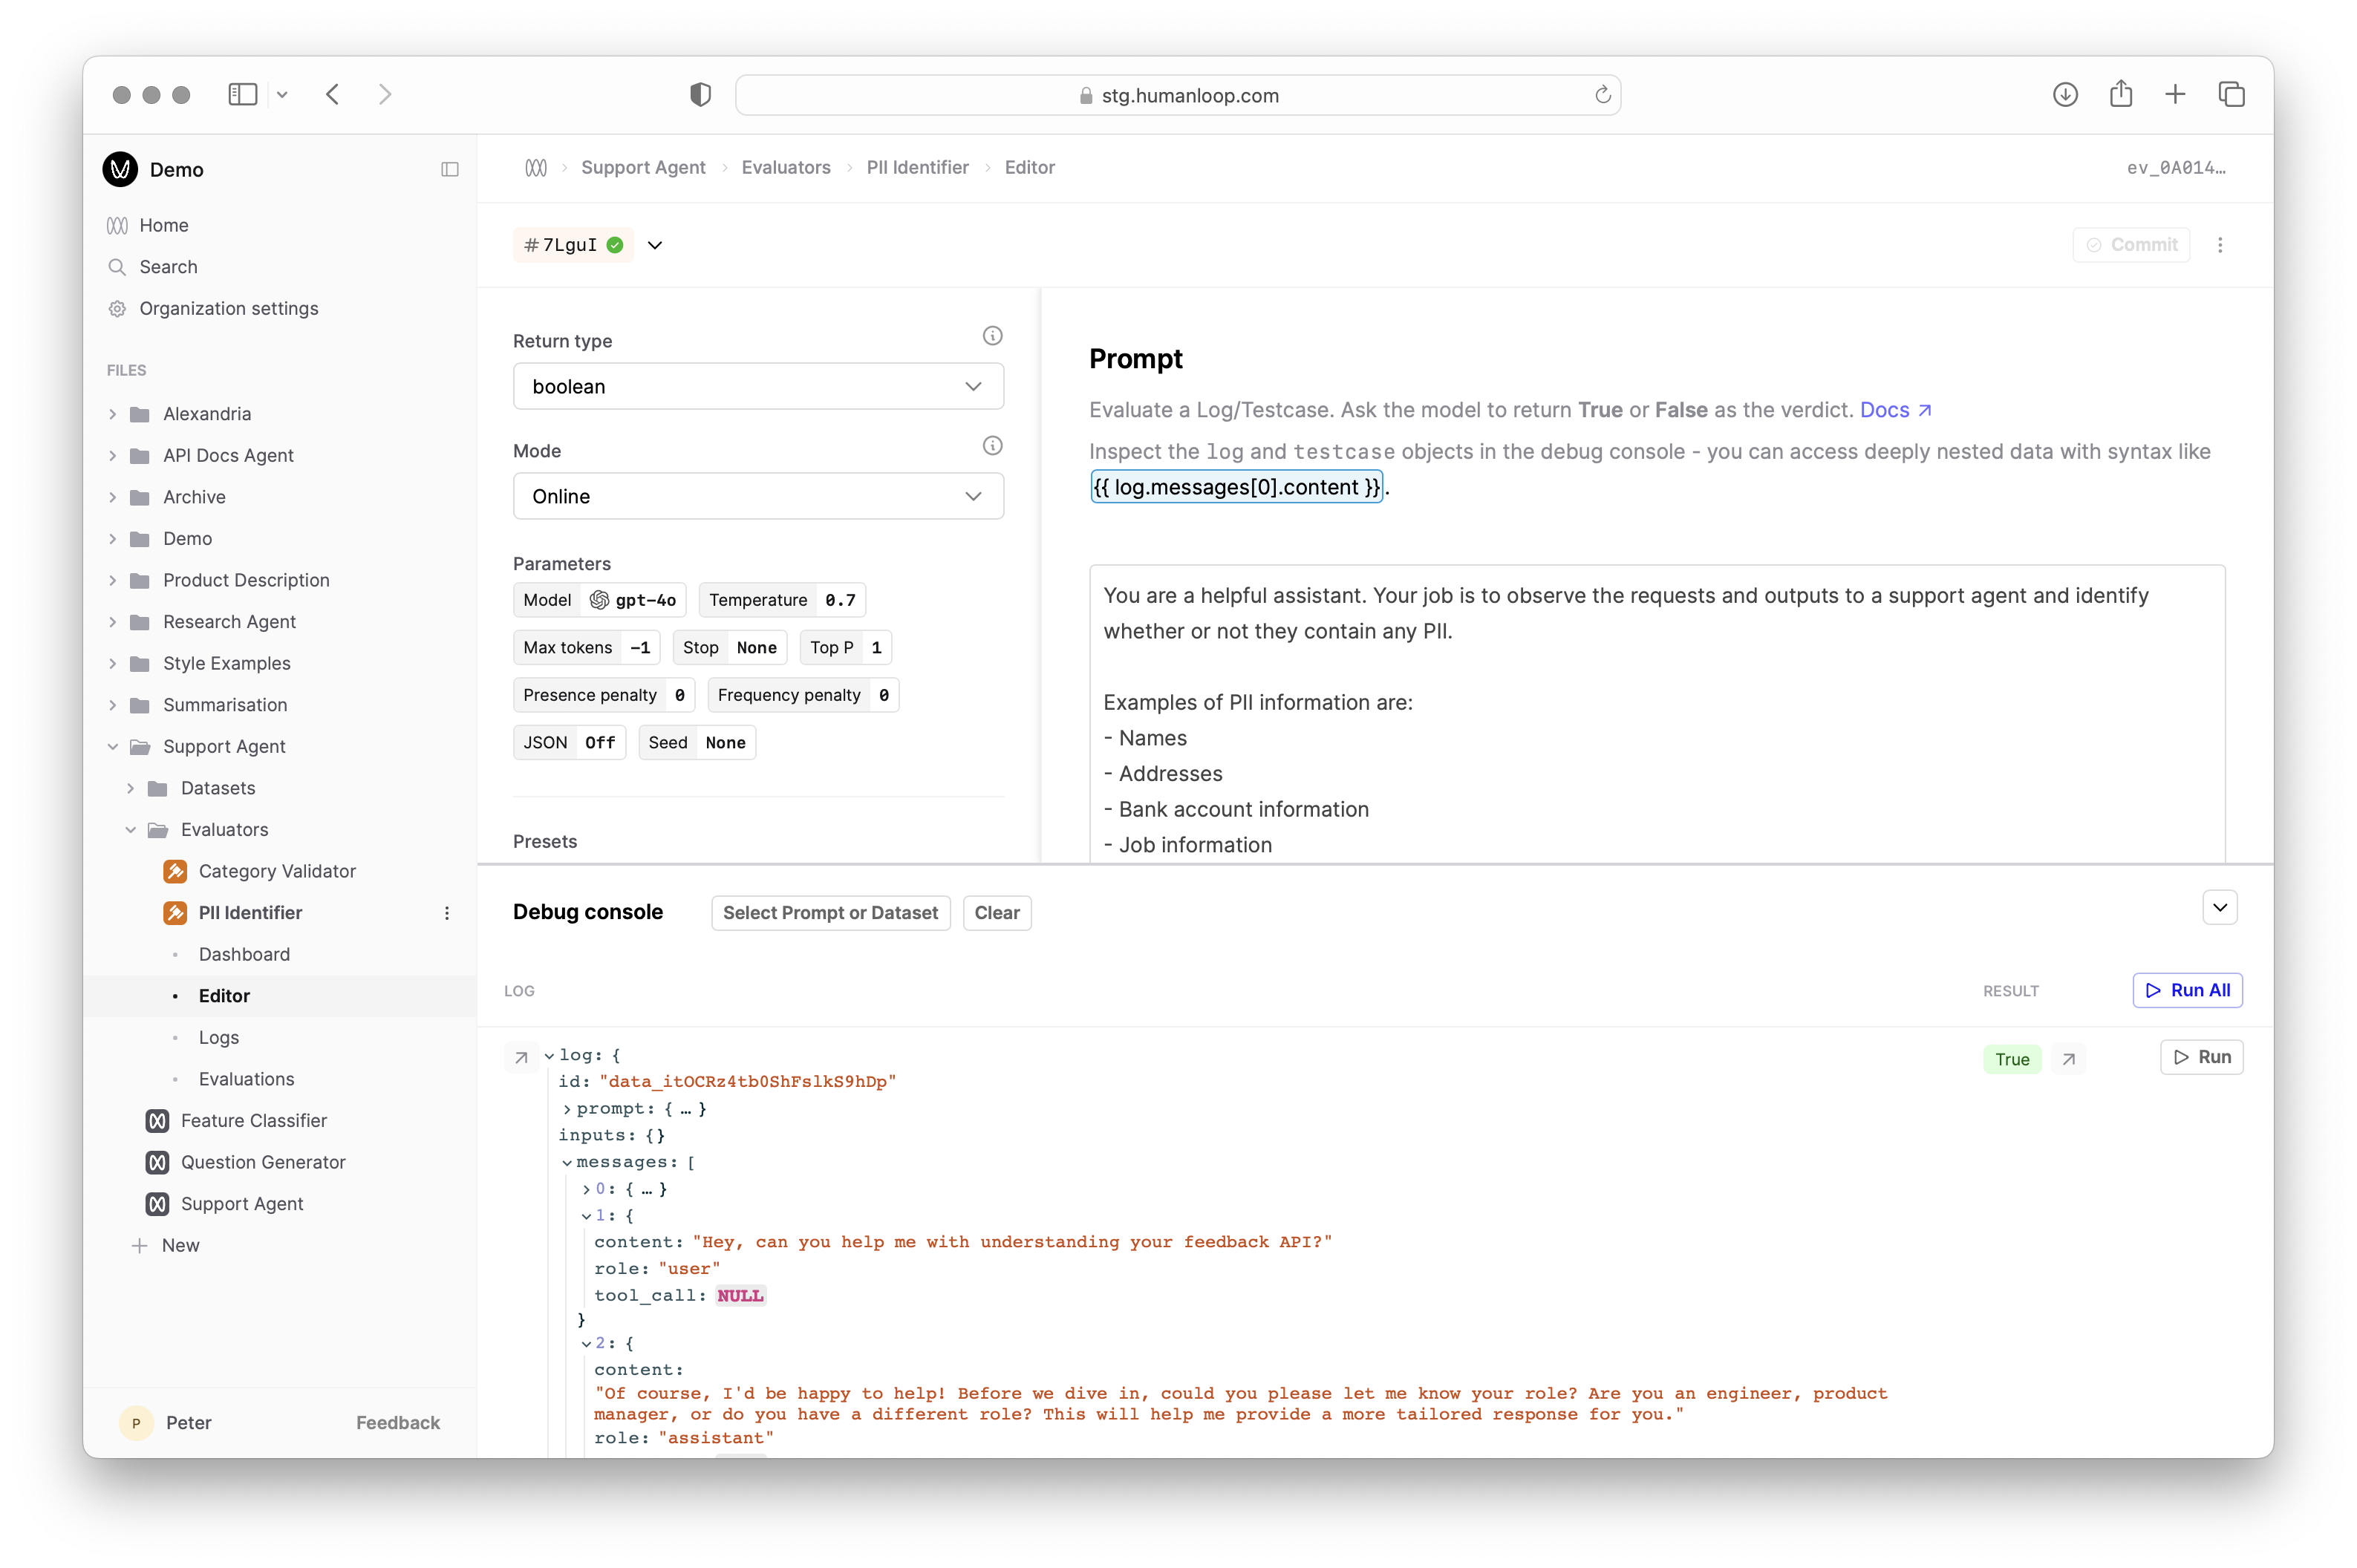 stg.humanloop.com
Demo
Home
Search
Organization settings
FILES
Alexandria
API Docs Agent
Archive
Demo
Product Description
Research Agent
Style Examples
Summarisation
Support Agent
Datasets
Evaluators
Category Validator
PII Identifier
Dashboard
Editor
Logs
Evaluations
Feature Classifier
Question Generator
Support Agent
New
P Peter Feedback
Support Agent > Evaluators > PII Identifier > Editor
ev_0A014…
#7LguI
Commit
Return type
boolean
Mode
Online
Parameters
Model gpt-4o Temperature 0.7
Max tokens -1 Stop None Top P 1
Presence penalty 0 Frequency penalty 0
JSON Off Seed None
Presets
Prompt
Evaluate a Log/Testcase. Ask the model to return True or False as the verdict. Docs ↗
Inspect the log and testcase objects in the debug console - you can access deeply nested data with syntax like
{{ log.messages[0].content }}.
You are a helpful assistant. Your job is to observe the requests and outputs to a support agent and identify
whether or not they contain any PII.
Examples of PII information are:
- Names
- Addresses
- Bank account information
- Job information
Debug console Select Prompt or Dataset Clear
LOG RESULT Run All
log: {
True Run
id: "data_itOCRz4tb0ShFslkS9hDp"
prompt: { … }
inputs: {}
messages: [
0: { … }
1: {
content: "Hey, can you help me with understanding your feedback API?"
role: "user"
tool_call: NULL
}
2: {
content:
"Of course, I'd be happy to help! Before we dive in, could you please let me know your role? Are you an engineer, product
manager, or do you have a different role? This will help me provide a more tailored response for you."
role: "assistant"